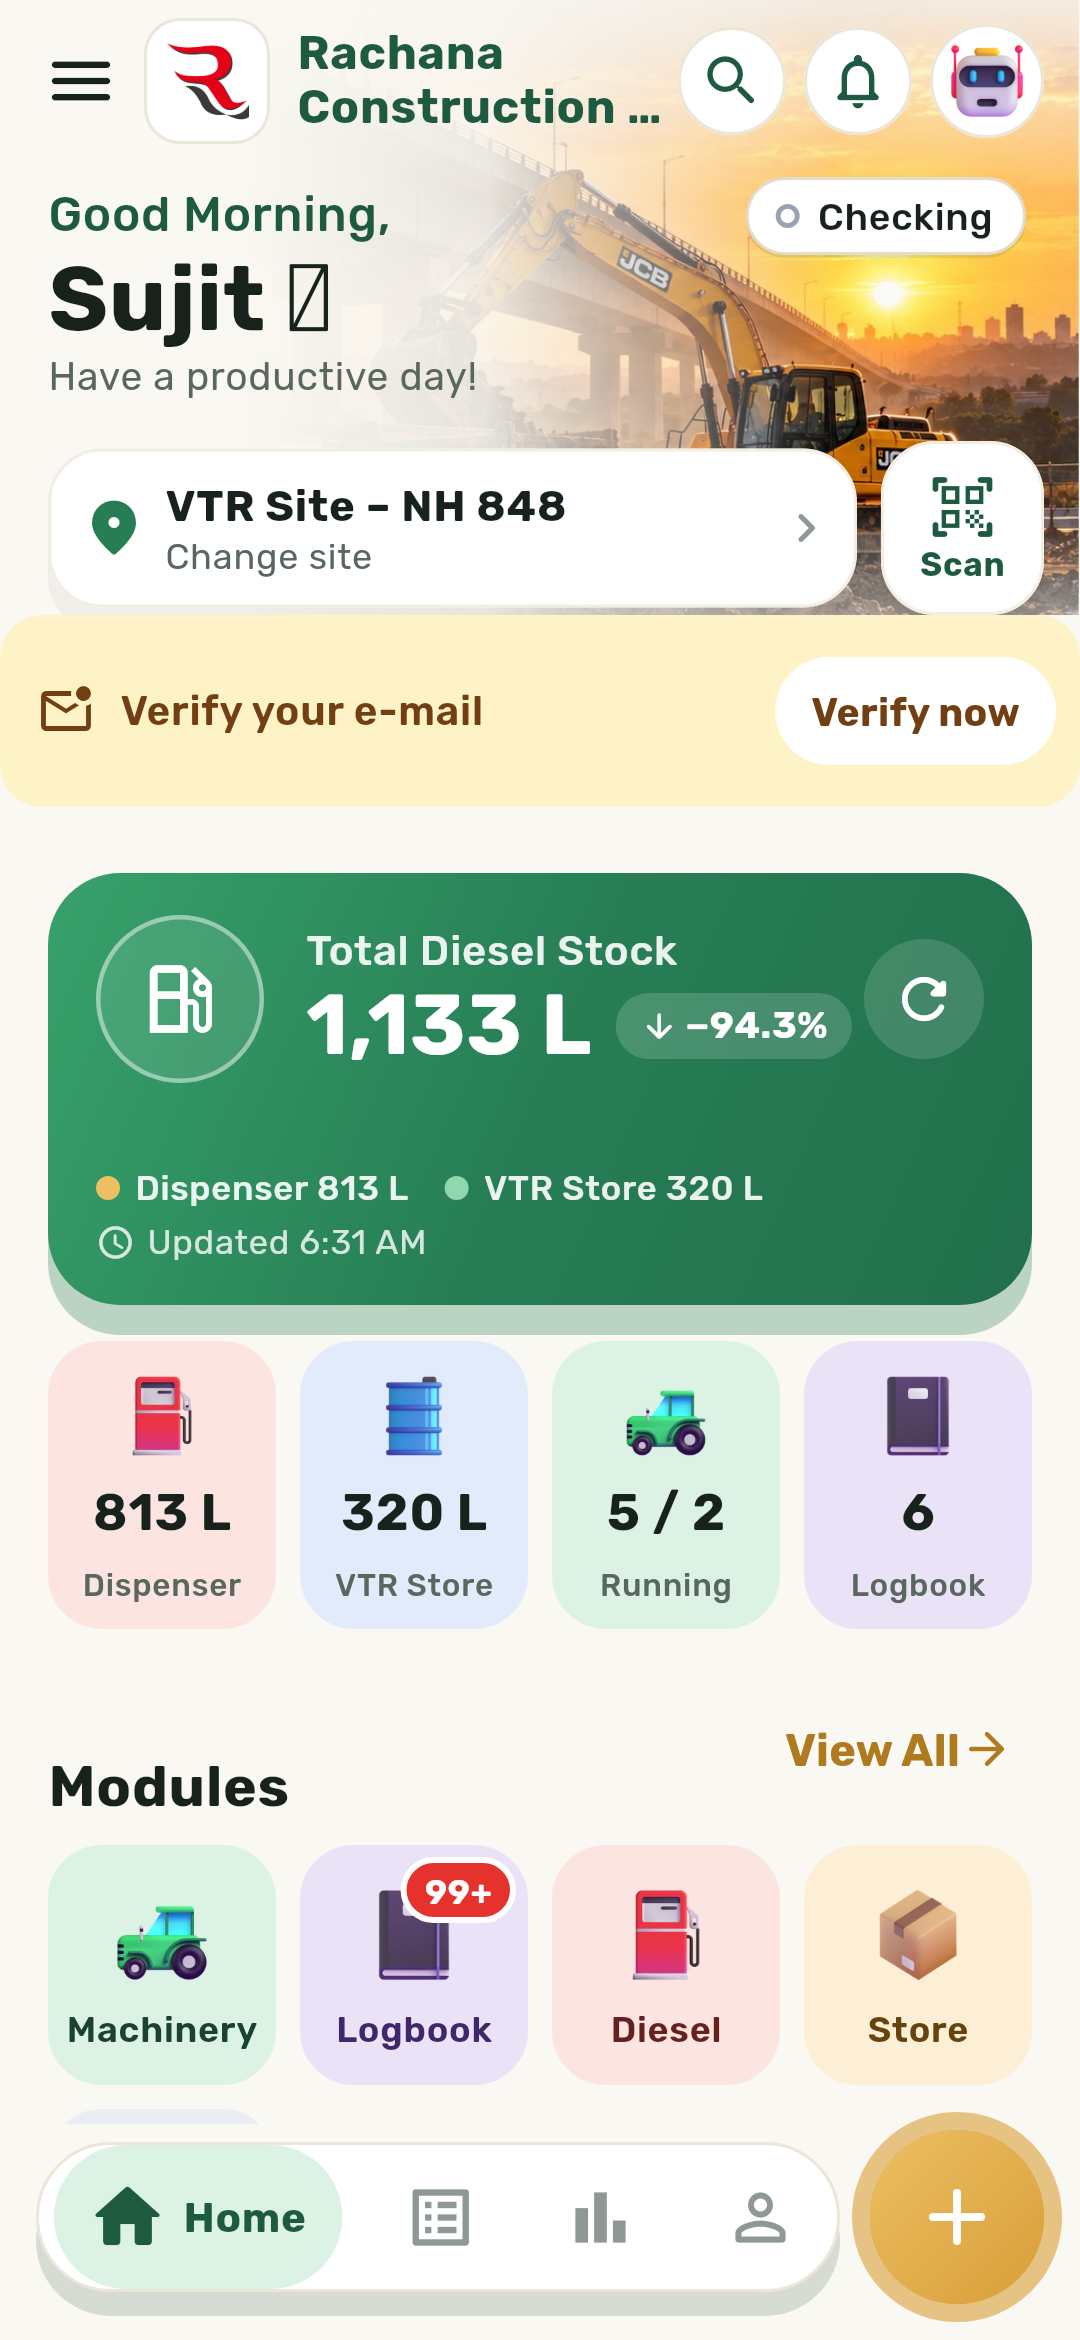 Rachana
Construction ...
Good Morning,
Checking
Sujit
Have a productive day!
JCB
VTR Site – NH 848
Change site
Scan
Verify your e-mail
Verify now
Total Diesel Stock
1,133 L
–94.3%
Dispenser 813 L
VTR Store 320 L
Updated 6:31 AM
813 L
Dispenser
320 L
VTR Store
5 / 2
Running
6
Logbook
View All
Modules
99+
Machinery
Logbook
Diesel
Store
Home